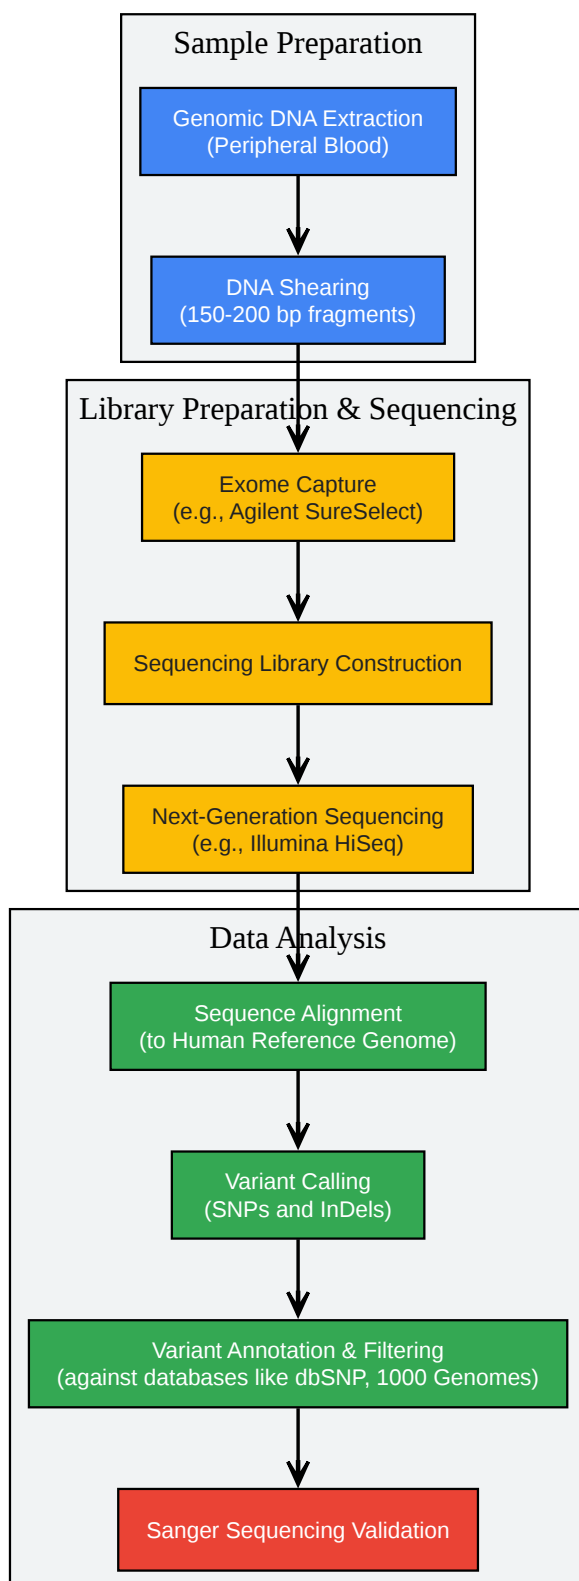 Sample Preparation
Genomic DNA Extraction
(Peripheral Blood)
DNA Shearing
(150-200 bp fragments)
Library Preparation & Sequencing
Exome Capture
(e.g., Agilent SureSelect)
Sequencing Library Construction
Next-Generation Sequencing
(e.g., Illumina HiSeq)
Data Analysis
Sequence Alignment
(to Human Reference Genome)
Variant Calling
(SNPs and InDels)
Variant Annotation & Filtering
(against databases like dbSNP, 1000 Genomes)
Sanger Sequencing Validation